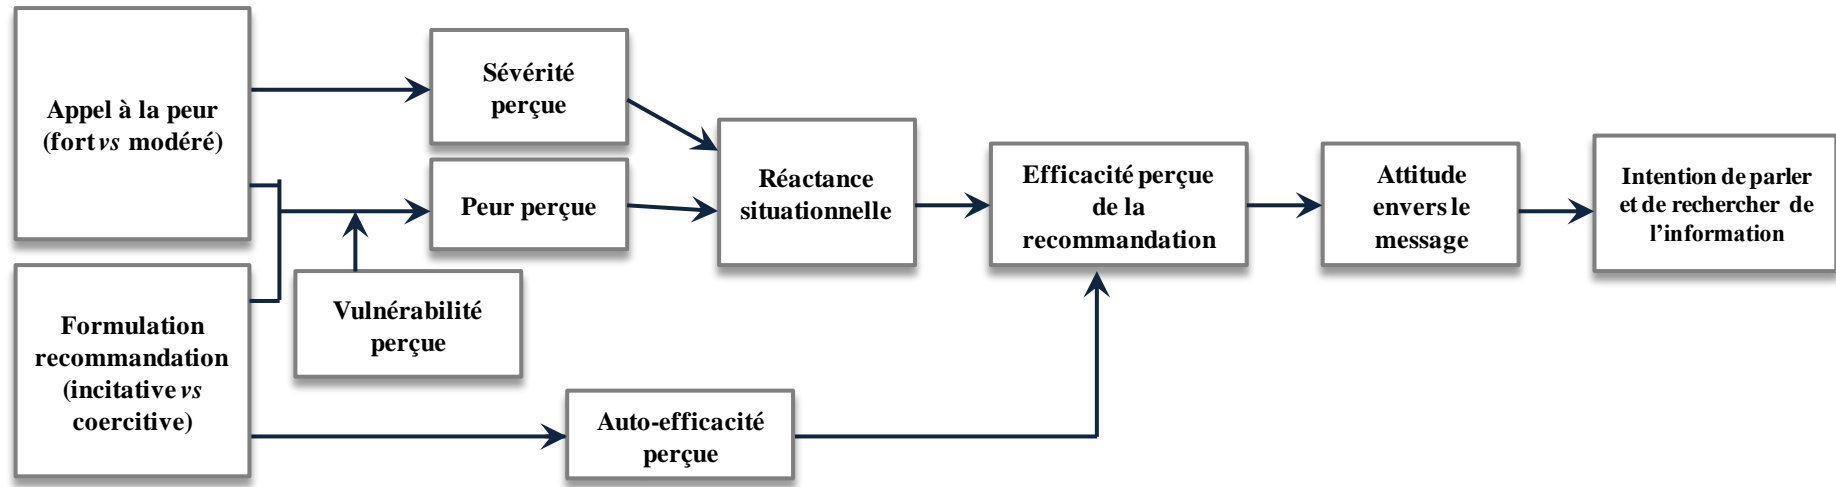 Appel à la peur
(fort vs modéré)
Sévérité
perçue
Peur perçue
Réactance
situationnelle
Efficacité perçue
de la
recommandation
Attitude
envers le
message
Intention de parler
et de rechercher de
l’information
Formulation
recommandation
(incitative vs
coercitive)
Vulnérabilité
perçue
Auto-efficacité
perçue